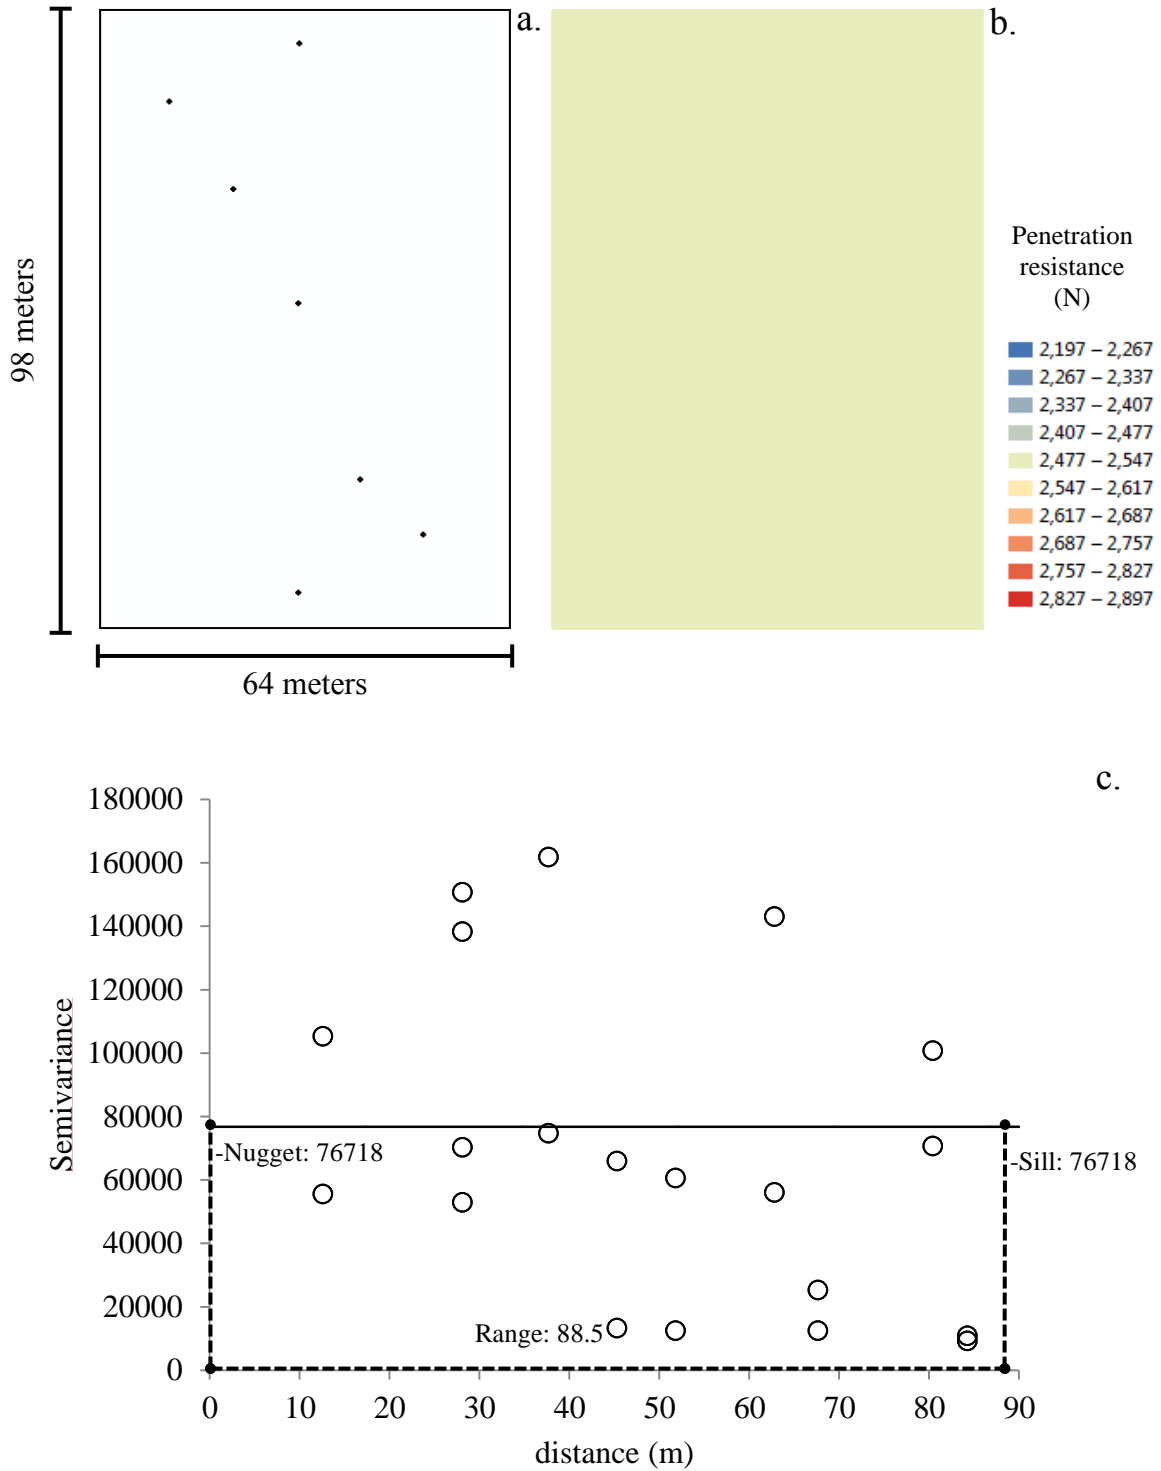 a.
b.
98 meters
64 meters
Penetration
resistance
(N)
2,197 – 2,267
2,267 – 2,337
2,337 – 2,407
2,407 – 2,477
2,477 – 2,547
2,547 – 2,617
2,617 – 2,687
2,687 – 2,757
2,757 – 2,827
2,827 – 2,897
c.
Semivariance
180000
160000
140000
120000
100000
80000
60000
40000
20000
0
-Nugget: 76718
-Sill: 76718
Range: 88.5
0 10 20 30 40 50 60 70 80 90
distance (m)